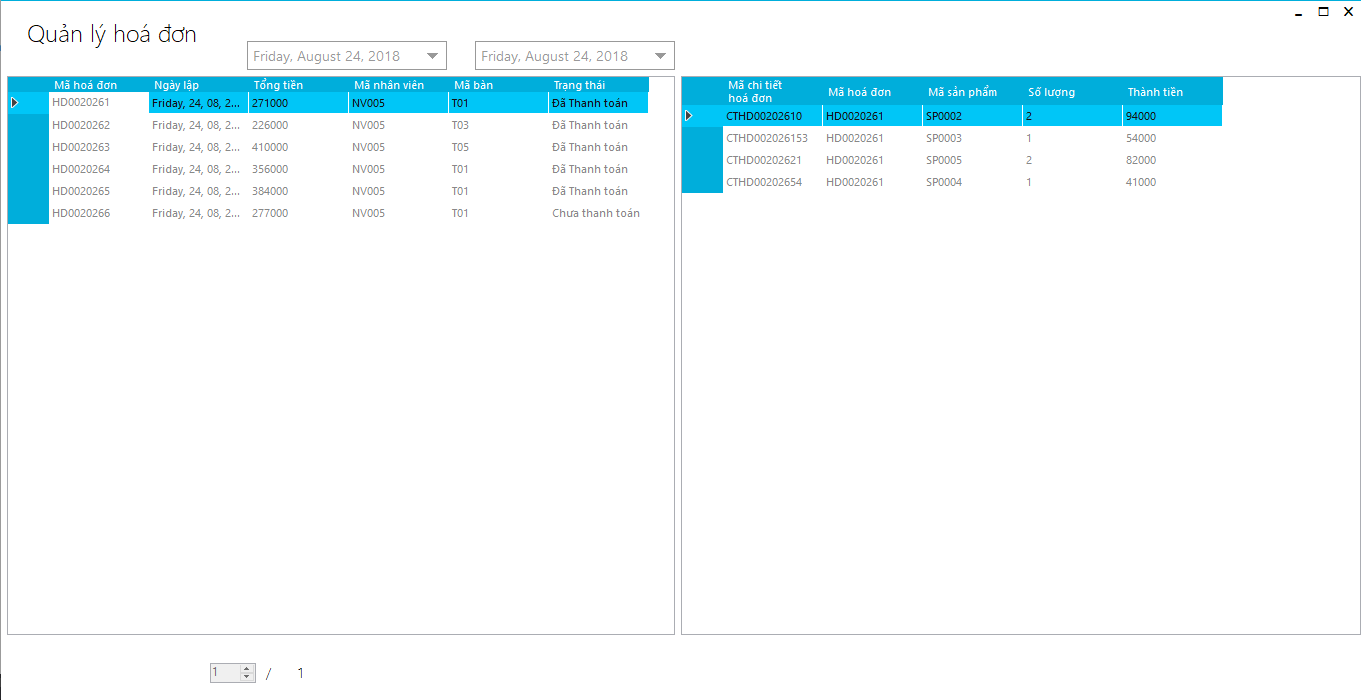 Quản lý hoá đơn
Friday, August 24, 2018 Friday, August 24, 2018
Mã hoá đơn Ngày lập Tổng tiền Mã nhân viên Mã bàn Trạng thái
HD0020261 Friday, 24, 08, 2... 271000 NV005 T01 Đã Thanh toán
HD0020262 Friday, 24, 08, 2... 226000 NV005 T03 Đã Thanh toán
HD0020263 Friday, 24, 08, 2... 410000 NV005 T05 Đã Thanh toán
HD0020264 Friday, 24, 08, 2... 356000 NV005 T01 Đã Thanh toán
HD0020265 Friday, 24, 08, 2... 384000 NV005 T01 Đã Thanh toán
HD0020266 Friday, 24, 08, 2... 277000 NV005 T01 Chưa thanh toán
Mã chi tiết
hoá đơn Mã hoá đơn Mã sản phẩm Số lượng Thành tiền
CTHD00202610 HD0020261 SP0002 2 94000
CTHD002026153 HD0020261 SP0003 1 54000
CTHD00202621 HD0020261 SP0005 2 82000
CTHD00202654 HD0020261 SP0004 1 41000
1 / 1